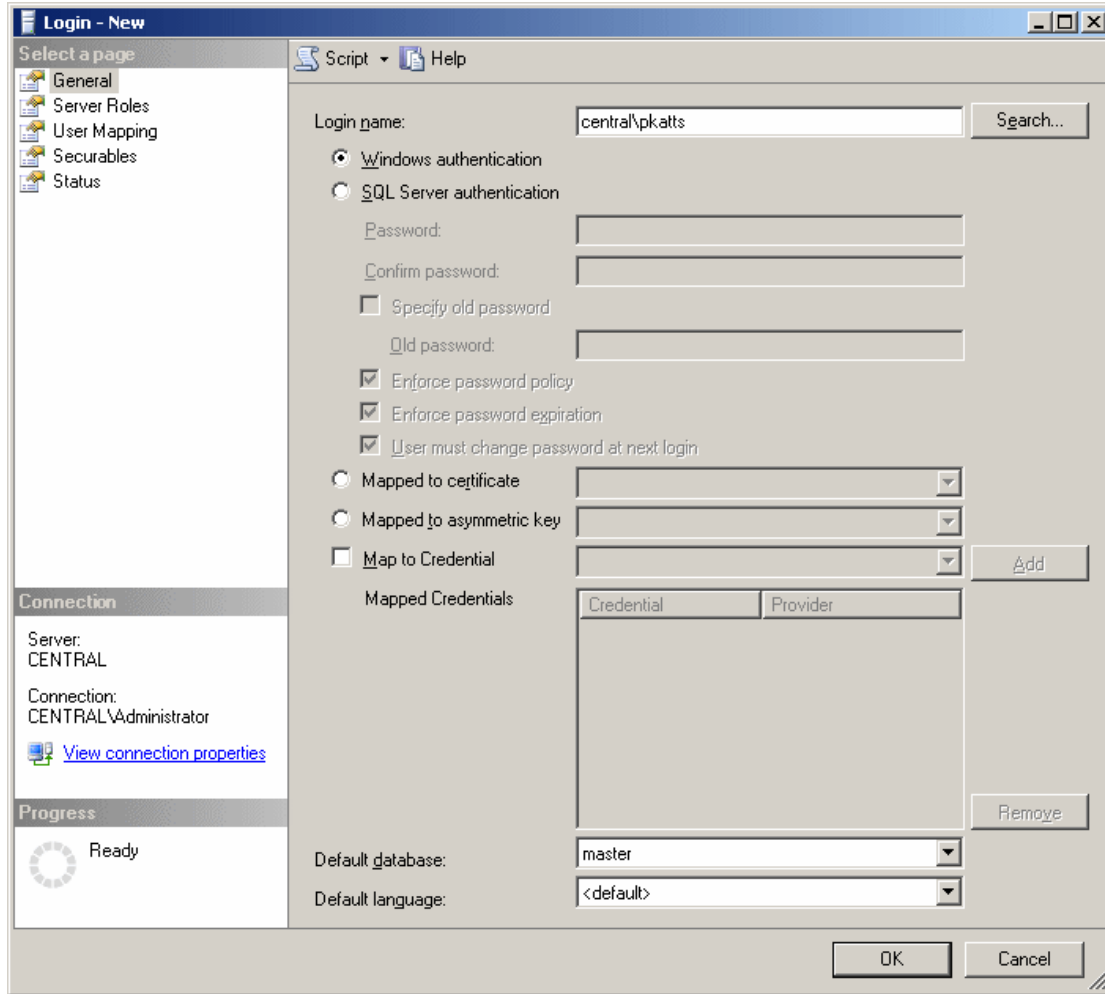 Login - New
Select a page
General
Server Roles
User Mapping
Securables
Status
Connection
Server:
CENTRAL
Connection:
CENTRAL\Administrator
View connection properties
Progress
Ready
Script Help
Login name: central\pkatts Search...
Windows authentication
SQL Server authentication
Password:
Confirm password:
Specify old password
Old password:
Enforce password policy
Enforce password expiration
User must change password at next login
Mapped to certificate
Mapped to asymmetric key
Map to Credential Add
Mapped Credentials Credential Provider
Remove
Default database: master
Default language: <default>
OK Cancel